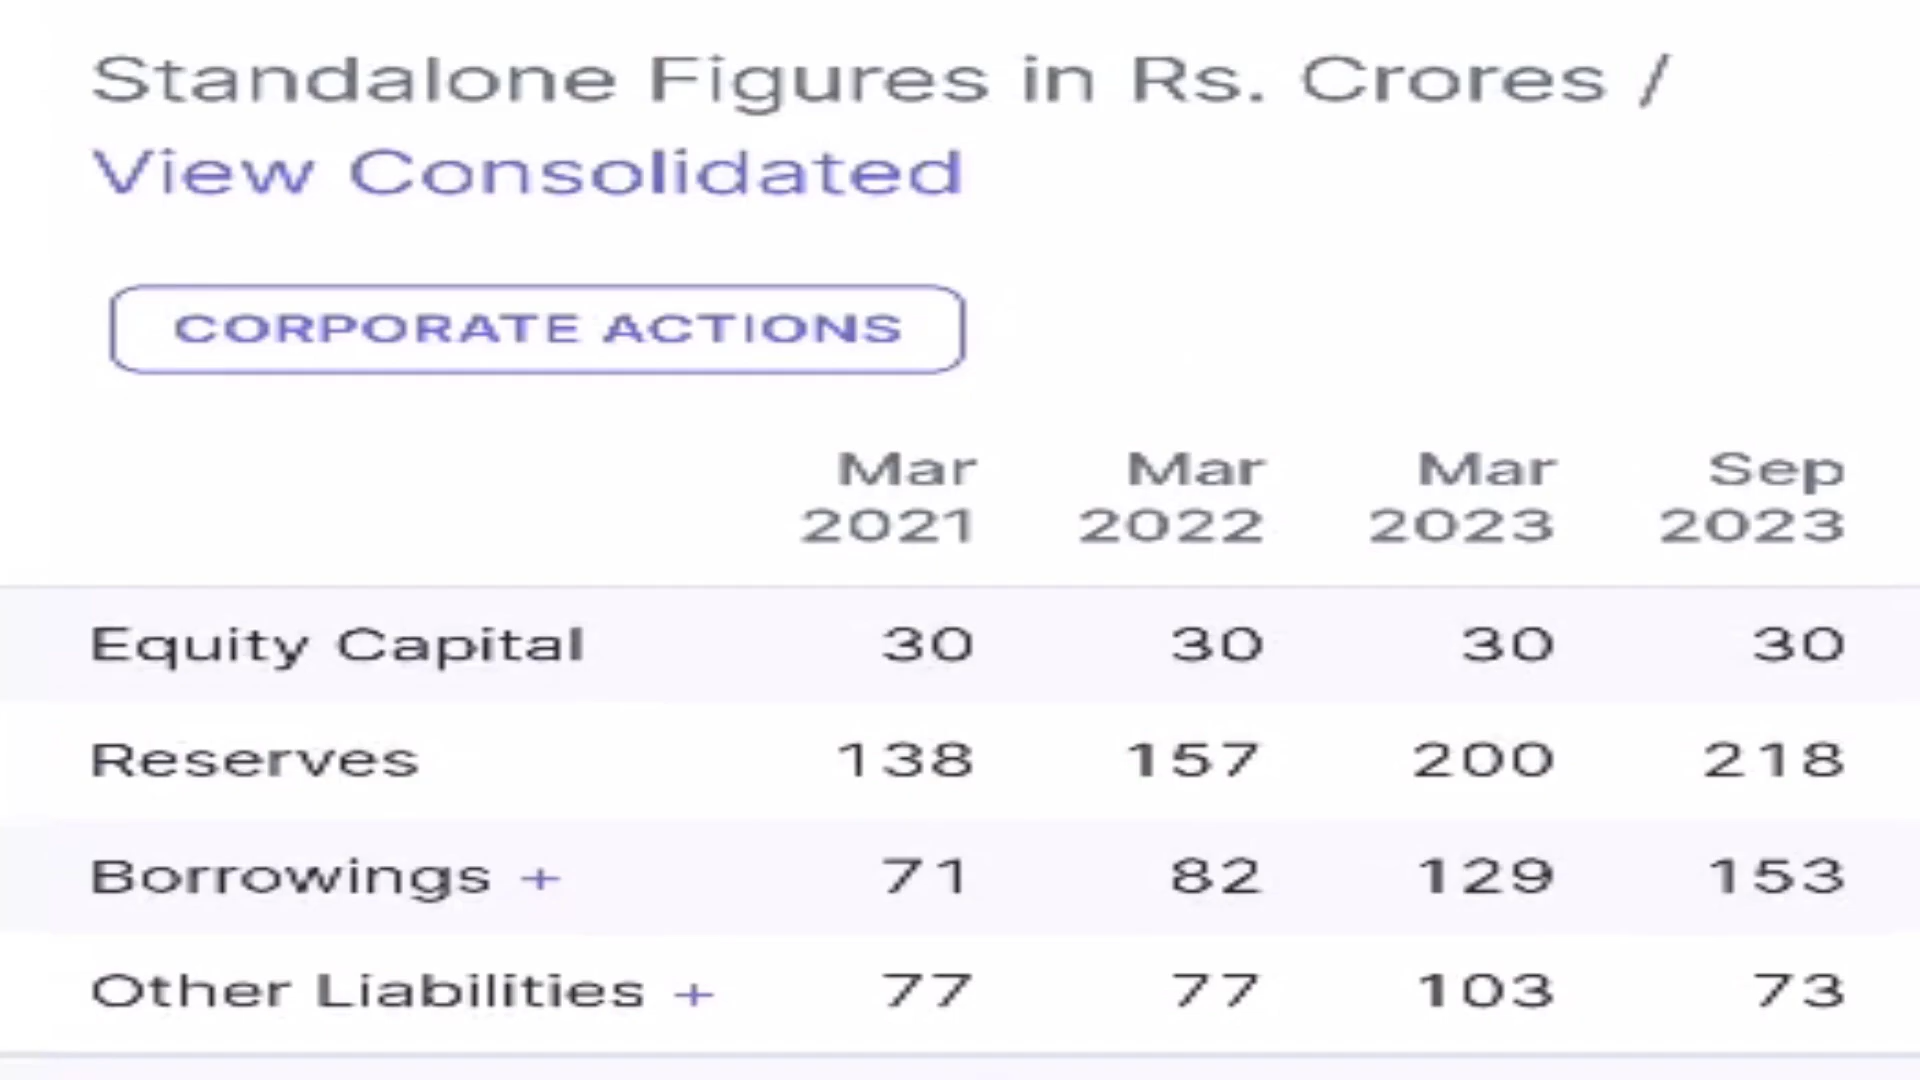 Standalone Figures in Rs. Crores /
View Consolidated
CORPORATE ACTIONS
Mar Mar Mar Sep
2021 2022 2023 2023
Equity Capital 30 30 30 30
Reserves 138 157 200 218
Borrowings + 71 82 129 153
Other Liabilities + 77 77 103 73